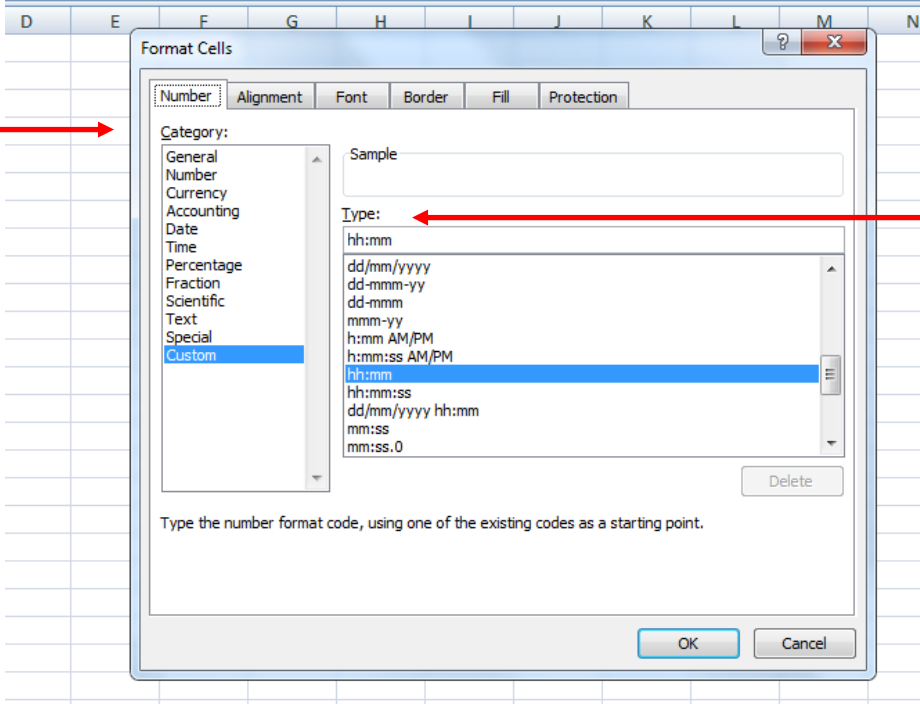 D E F G H I J K L M N
Format Cells
Number Alignment Font Border Fill Protection
Category:
General
Number
Currency
Accounting
Date
Time
Percentage
Fraction
Scientific
Text
Special
Custom
Sample
Type:
hh:mm
dd/mm/yyyy
dd-mmm-yy
dd-mmm
mmm-yy
h:mm AM/PM
h:mm:ss AM/PM
hh:mm
hh:mm:ss
dd/mm/yyyy hh:mm
mm:ss
mm:ss.0
Delete
Type the number format code, using one of the existing codes as a starting point.
OK Cancel